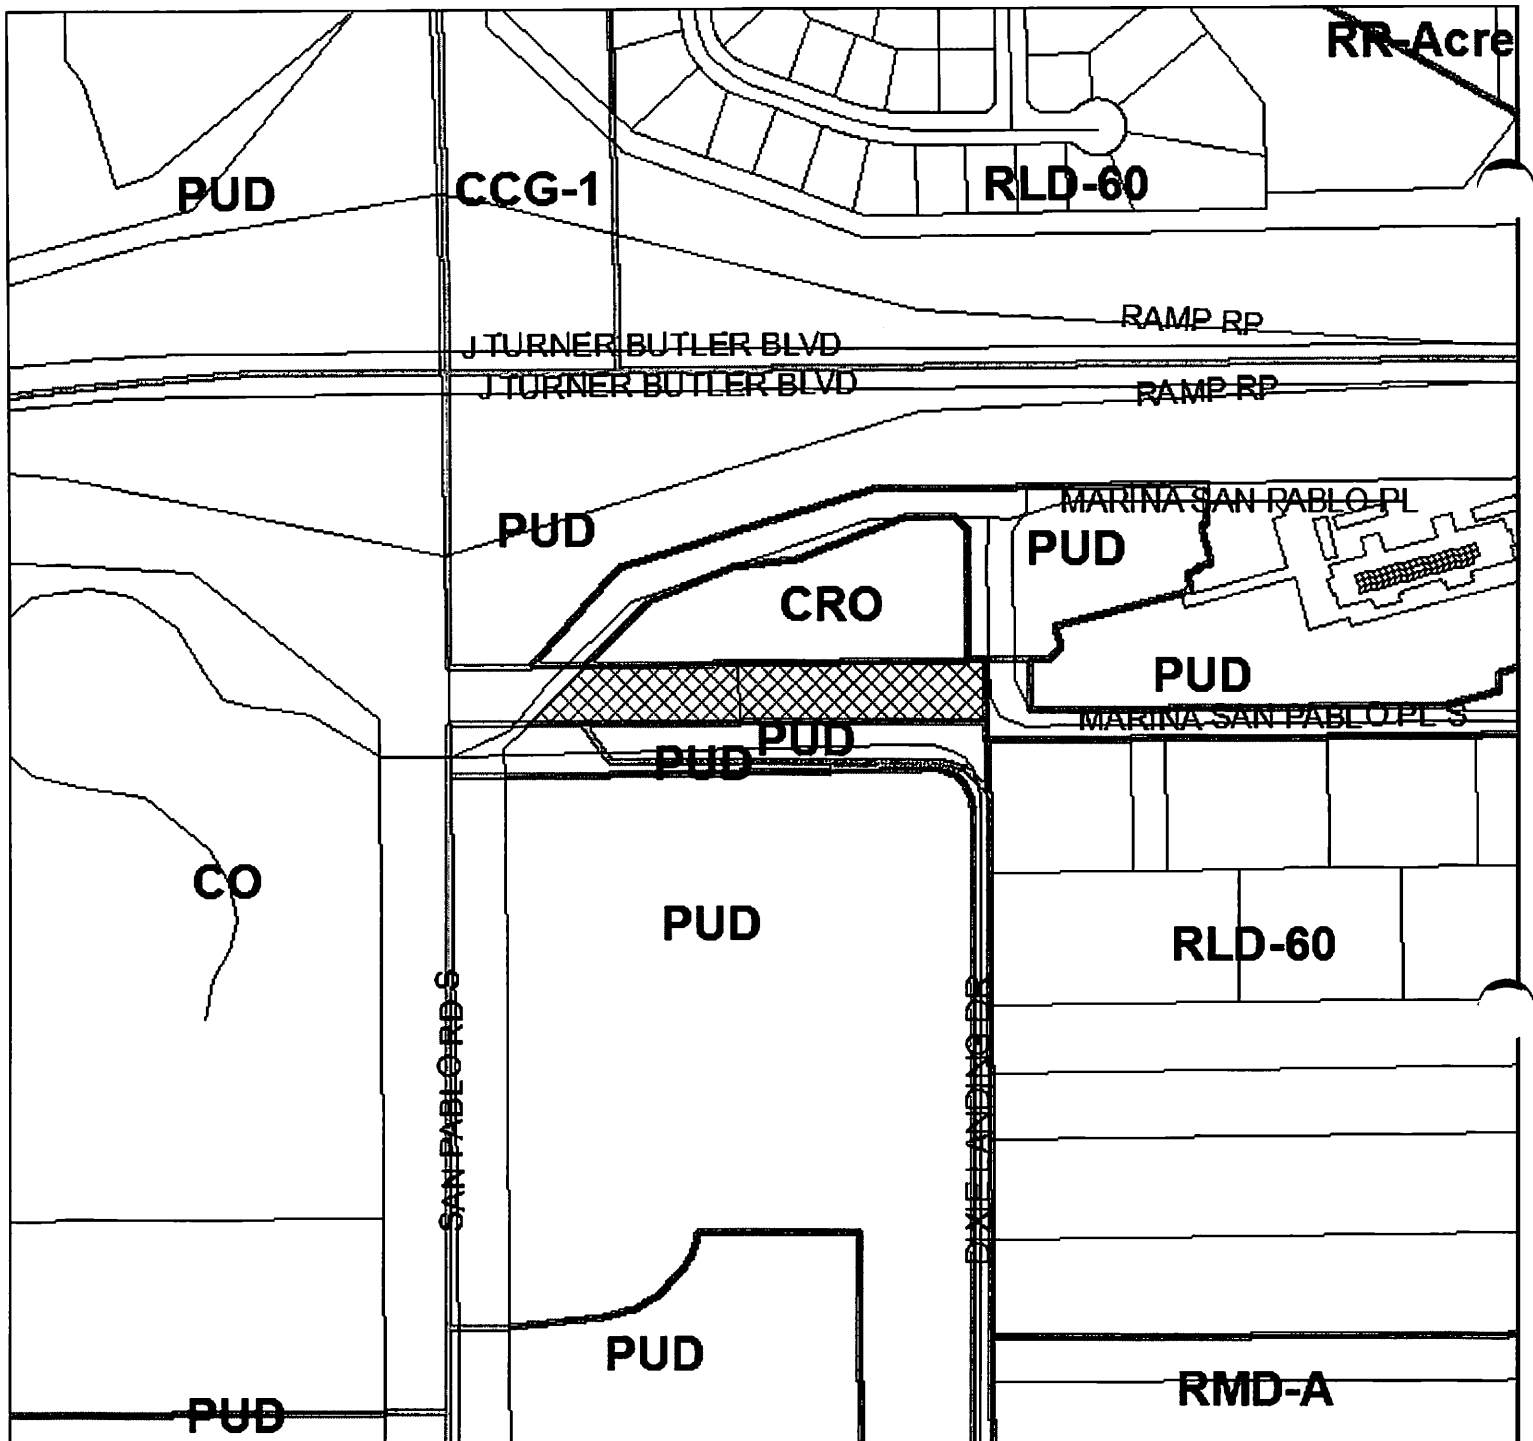 RR-Acre
PUD
CCG-1
RLD-60
RAMP RP
J TURNER BUTLER BLVD
J TURNER BUTLER BLVD
RAMP RP
MARINA SAN PABLO PL
PUD
PUD
CRO
PUD
MARINA SAN PABLO PL S
PUD
PUD
CO
PUD
RLD-60
SAN PABLO RD S
DIXIE LANDING DR
PUD
RMD-A
PUD